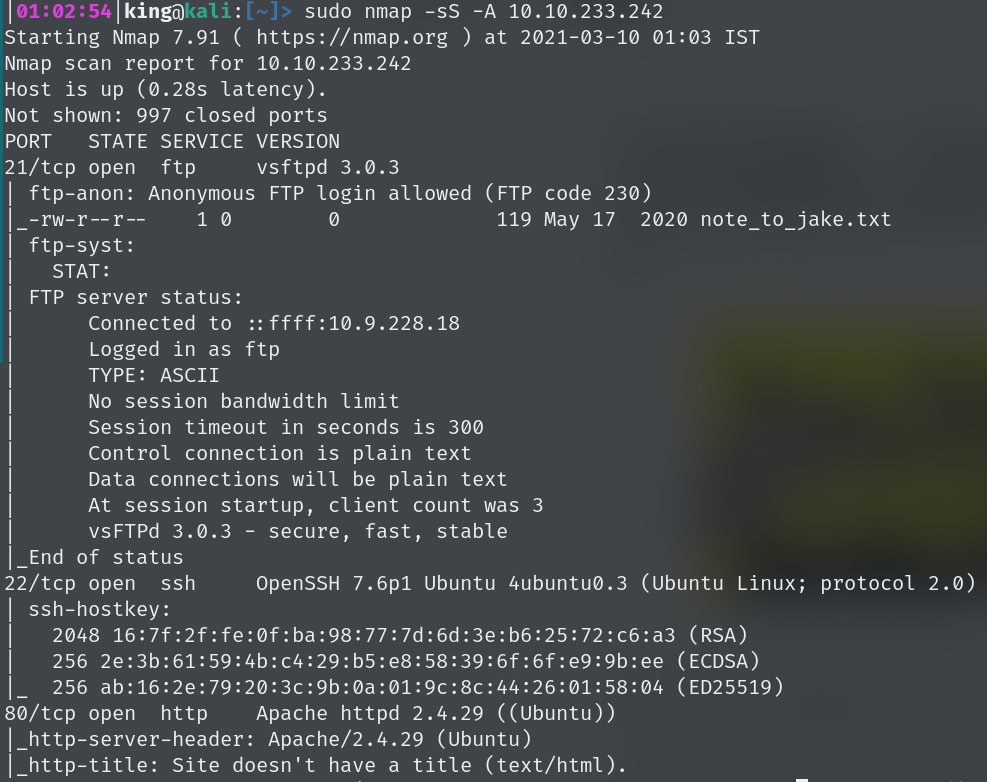 |01:02:54|king@kali:[~]> sudo nmap -sS -A 10.10.233.242
Starting Nmap 7.91 ( https://nmap.org ) at 2021-03-10 01:03 IST
Nmap scan report for 10.10.233.242
Host is up (0.28s latency).
Not shown: 997 closed ports
PORT   STATE SERVICE VERSION
21/tcp open  ftp     vsftpd 3.0.3
| ftp-anon: Anonymous FTP login allowed (FTP code 230)
|_-rw-r--r--    1 0        0             119 May 17  2020 note_to_jake.txt
| ftp-syst:
|   STAT:
| FTP server status:
|      Connected to ::ffff:10.9.228.18
|      Logged in as ftp
|      TYPE: ASCII
|      No session bandwidth limit
|      Session timeout in seconds is 300
|      Control connection is plain text
|      Data connections will be plain text
|      At session startup, client count was 3
|      vsFTPd 3.0.3 - secure, fast, stable
|_End of status
22/tcp open  ssh     OpenSSH 7.6p1 Ubuntu 4ubuntu0.3 (Ubuntu Linux; protocol 2.0)
| ssh-hostkey:
|   2048 16:7f:2f:fe:0f:ba:98:77:7d:6d:3e:b6:25:72:c6:a3 (RSA)
|   256 2e:3b:61:59:4b:c4:29:b5:e8:58:39:6f:6f:e9:9b:ee (ECDSA)
|_  256 ab:16:2e:79:20:3c:9b:0a:01:9c:8c:44:26:01:58:04 (ED25519)
80/tcp open  http    Apache httpd 2.4.29 ((Ubuntu))
|_http-server-header: Apache/2.4.29 (Ubuntu)
|_http-title: Site doesn't have a title (text/html).